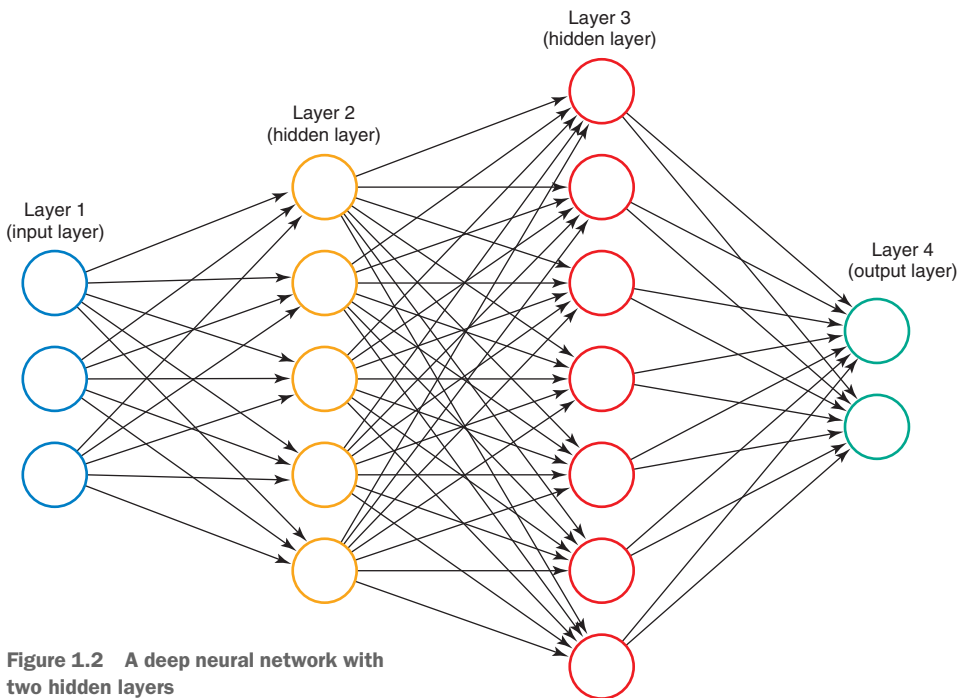 Layer 3
(hidden layer)
Layer 2
(hidden layer)
Layer 1
(input layer)
Layer 4
(output layer)
Figure 1.2 A deep neural network with
two hidden layers